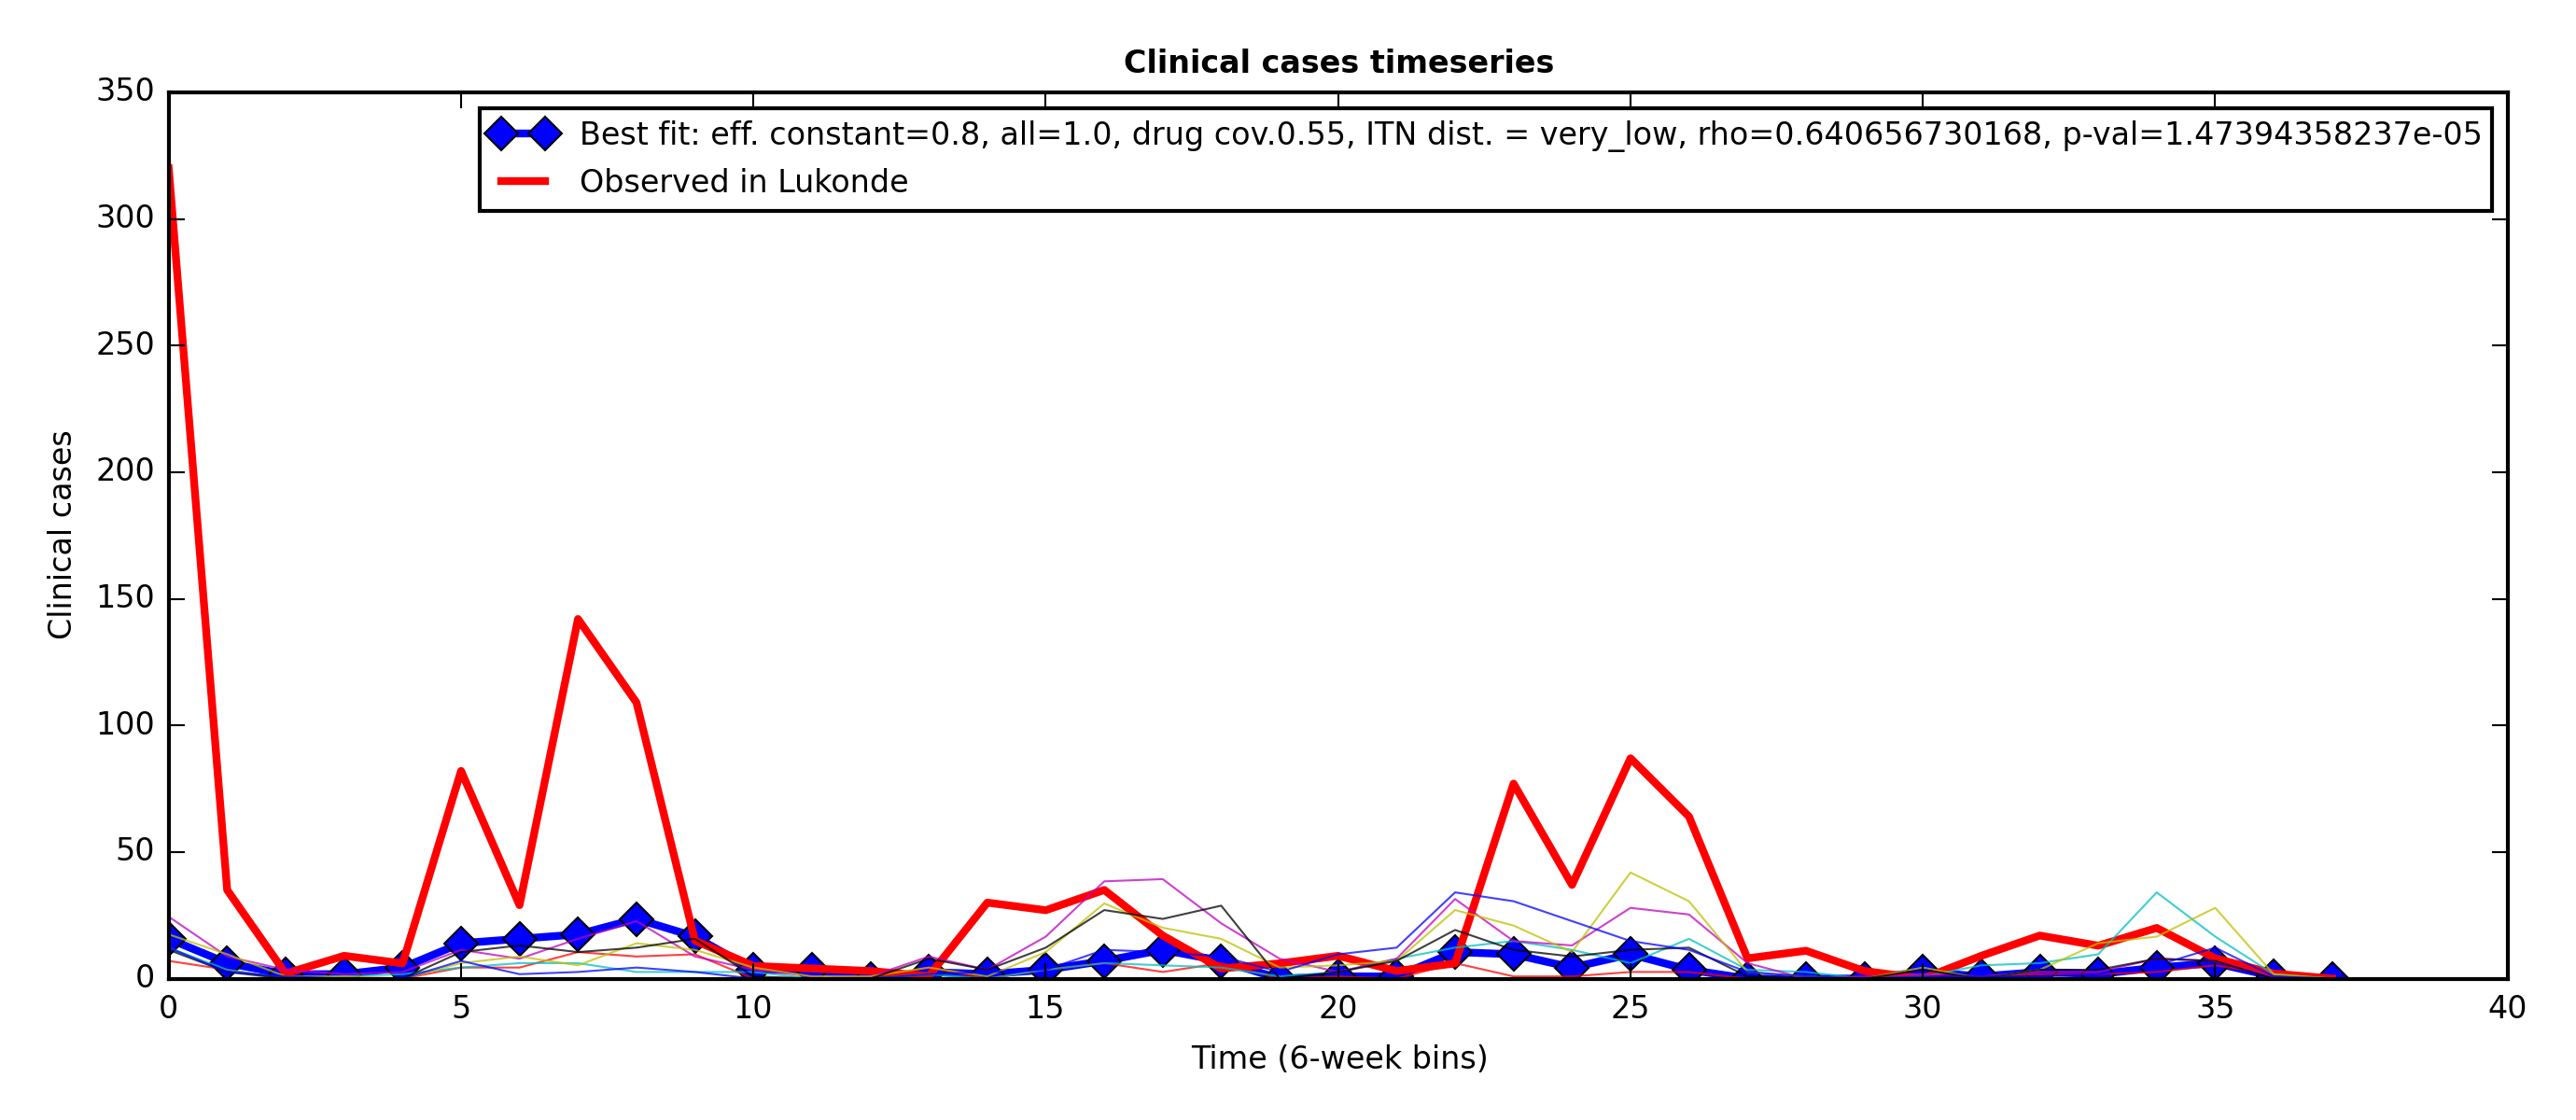 Clinical cases timeseries
350
300
250
200
150
100
50
0
Clinical cases
Best fit: eff. constant=0.8, all=1.0, drug cov.0.55, ITN dist. = very_low, rho=0.640656730168, p-val=1.47394358237e-05
Observed in Lukonde
0 5 10 15 20 25 30 35 40
Time (6-week bins)